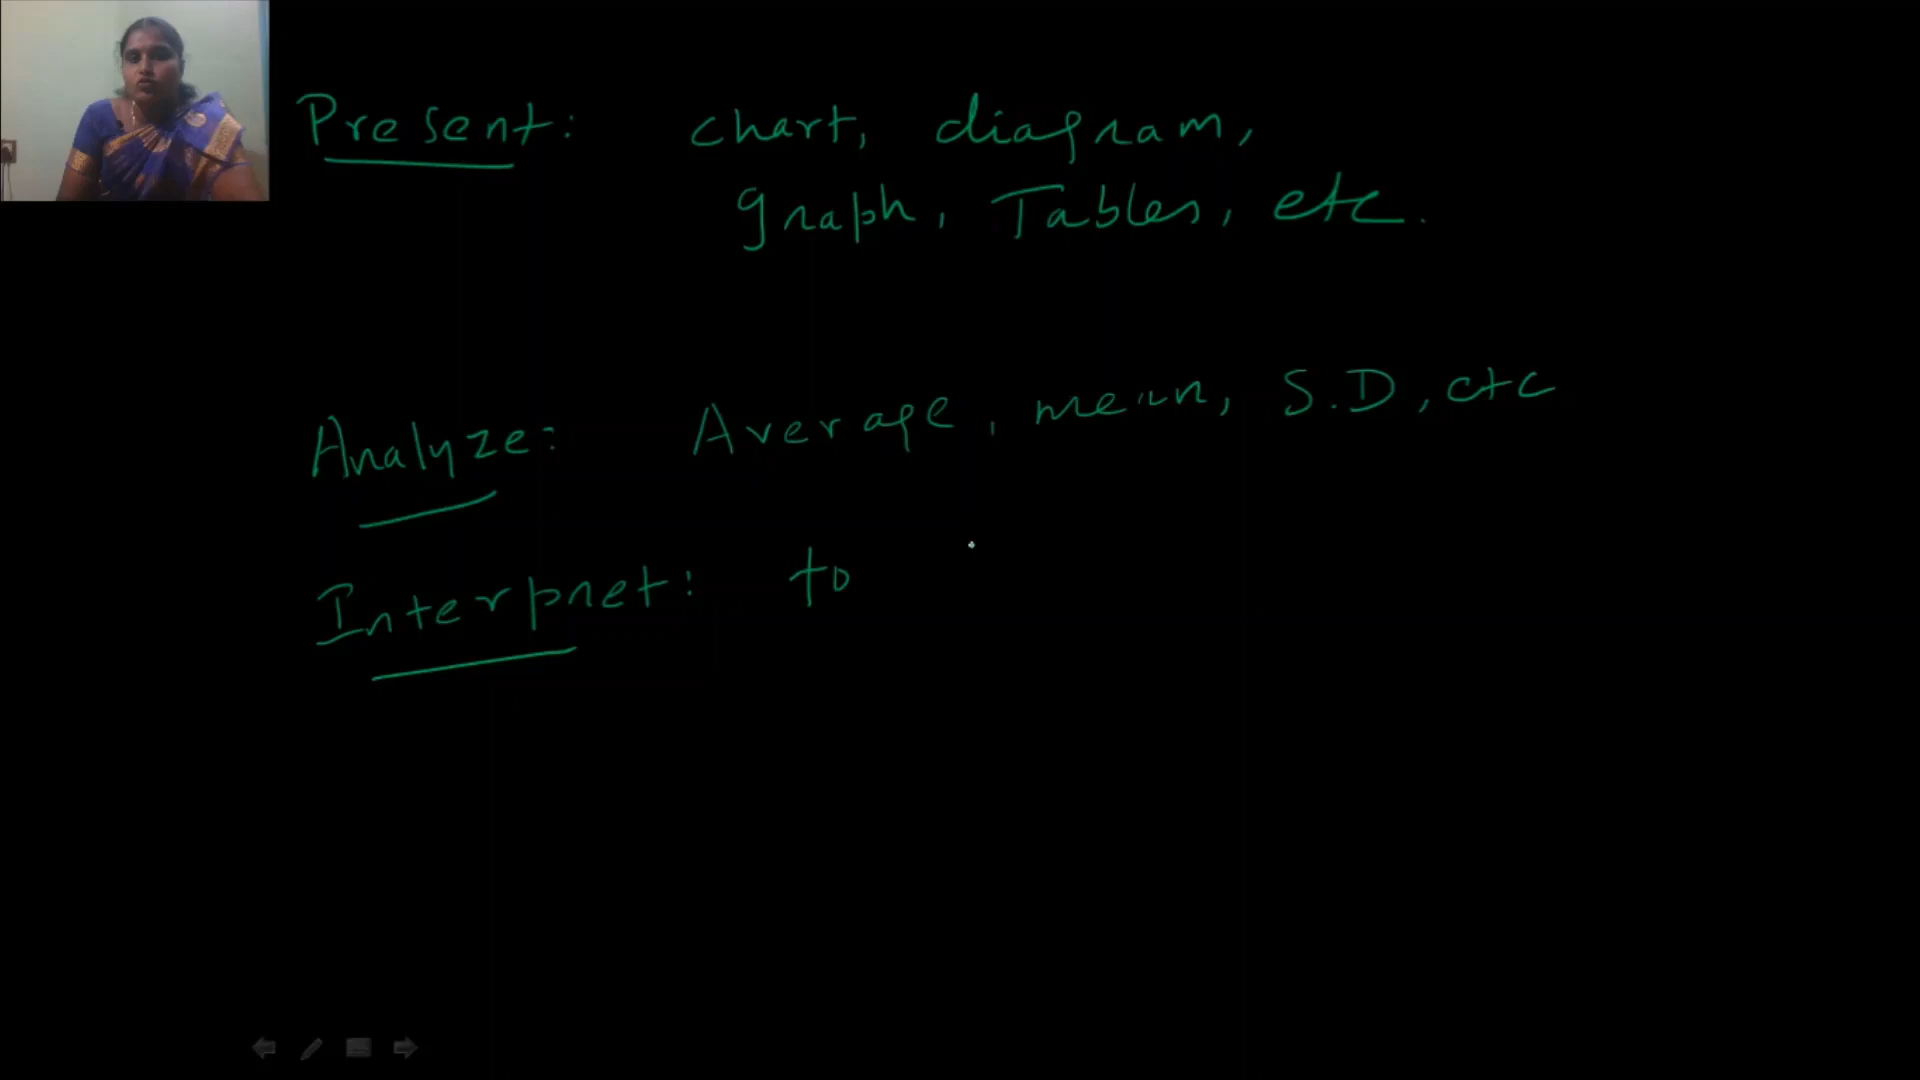 Present: chart, diagram,
graph, Tables, etc.
Analyze: Average, mean, S.D, etc
Interpret: to